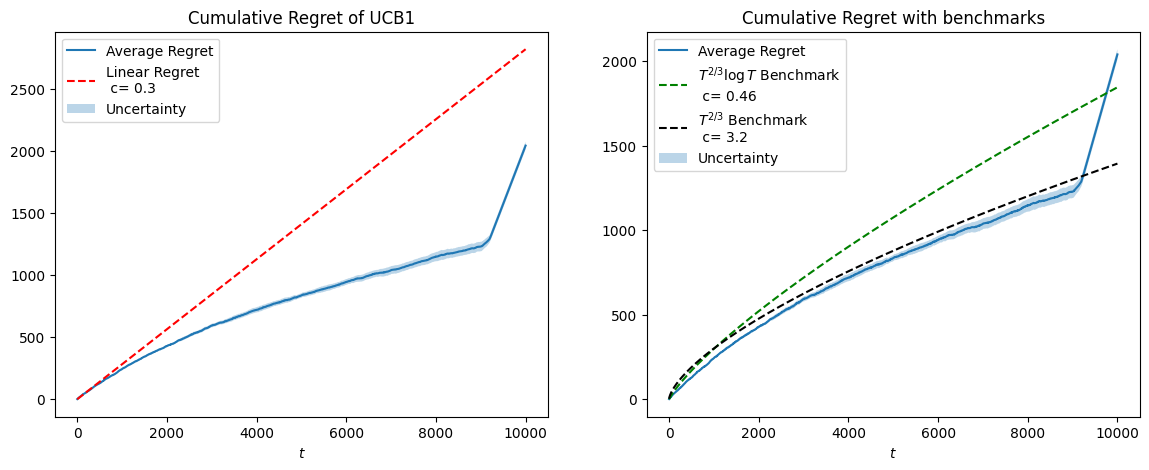 Cumulative Regret of UCB1
Average Regret
Linear Regret
c= 0.3
Uncertainty
2500
2000
1500
1000
500
0
0 2000 4000 6000 8000 10000
t
Cumulative Regret with benchmarks
Average Regret
T^{2/3} log T Benchmark
c= 0.46
T^{2/3} Benchmark
c= 3.2
Uncertainty
2000
1500
1000
500
0
0 2000 4000 6000 8000 10000
t